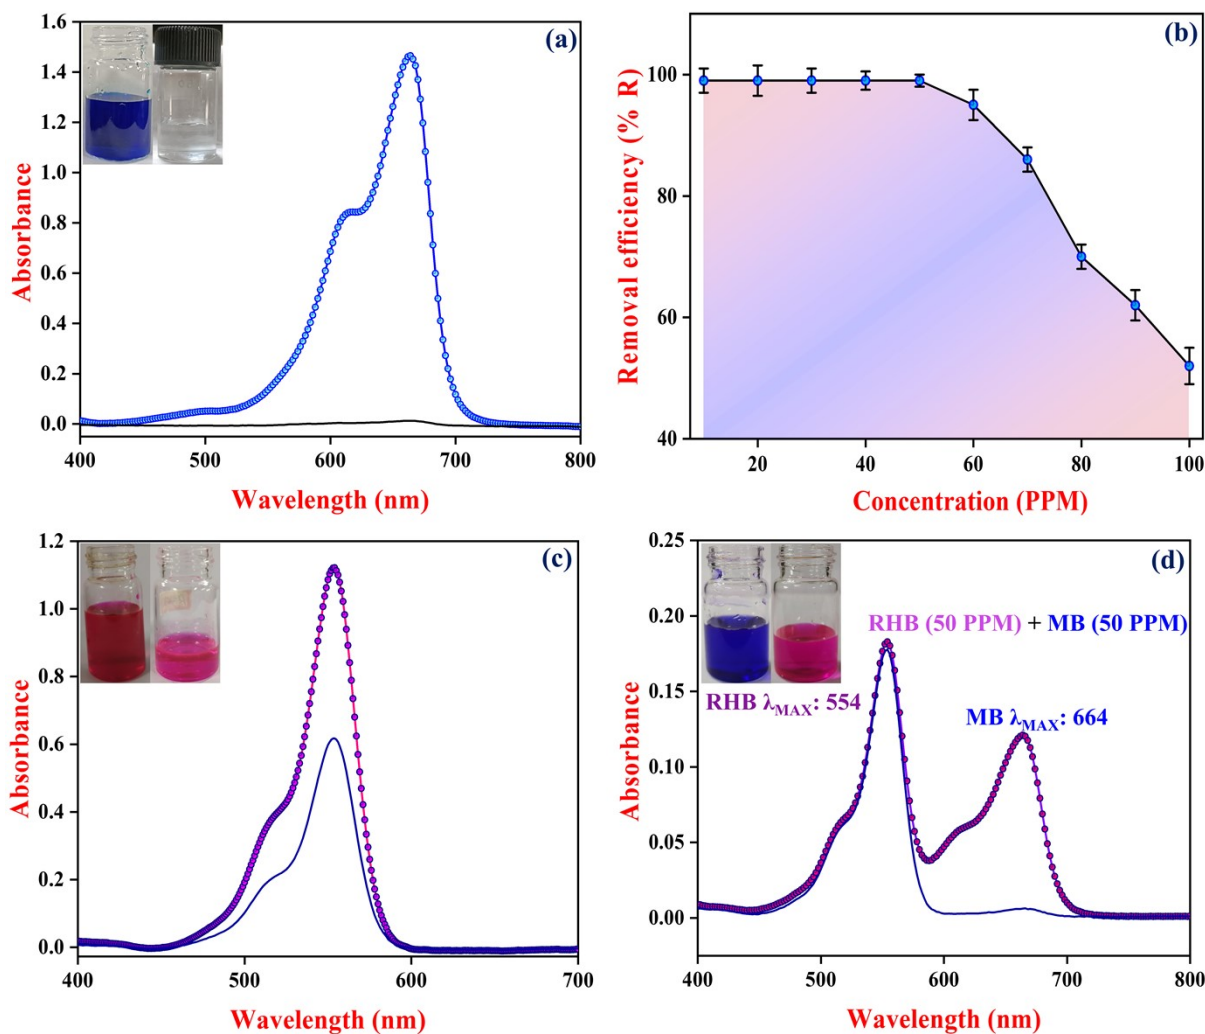 (a)
1.6
1.4
1.2
1.0
0.8
0.6
0.4
0.2
0.0
Absorbance
400 500 600 700 800
Wavelength (nm)
(b)
100
80
60
40
Removal efficiency (% R)
20 40 60 80 100
Concentration (PPM)
(c)
1.2
1.0
0.8
0.6
0.4
0.2
0.0
Absorbance
400 500 600 700
Wavelength (nm)
(d)
0.25
0.20
0.15
0.10
0.05
0.00
Absorbance
RHB (50 PPM) + MB (50 PPM)
RHB λMAX: 554
MB λMAX: 664
400 500 600 700 800
Wavelength (nm)